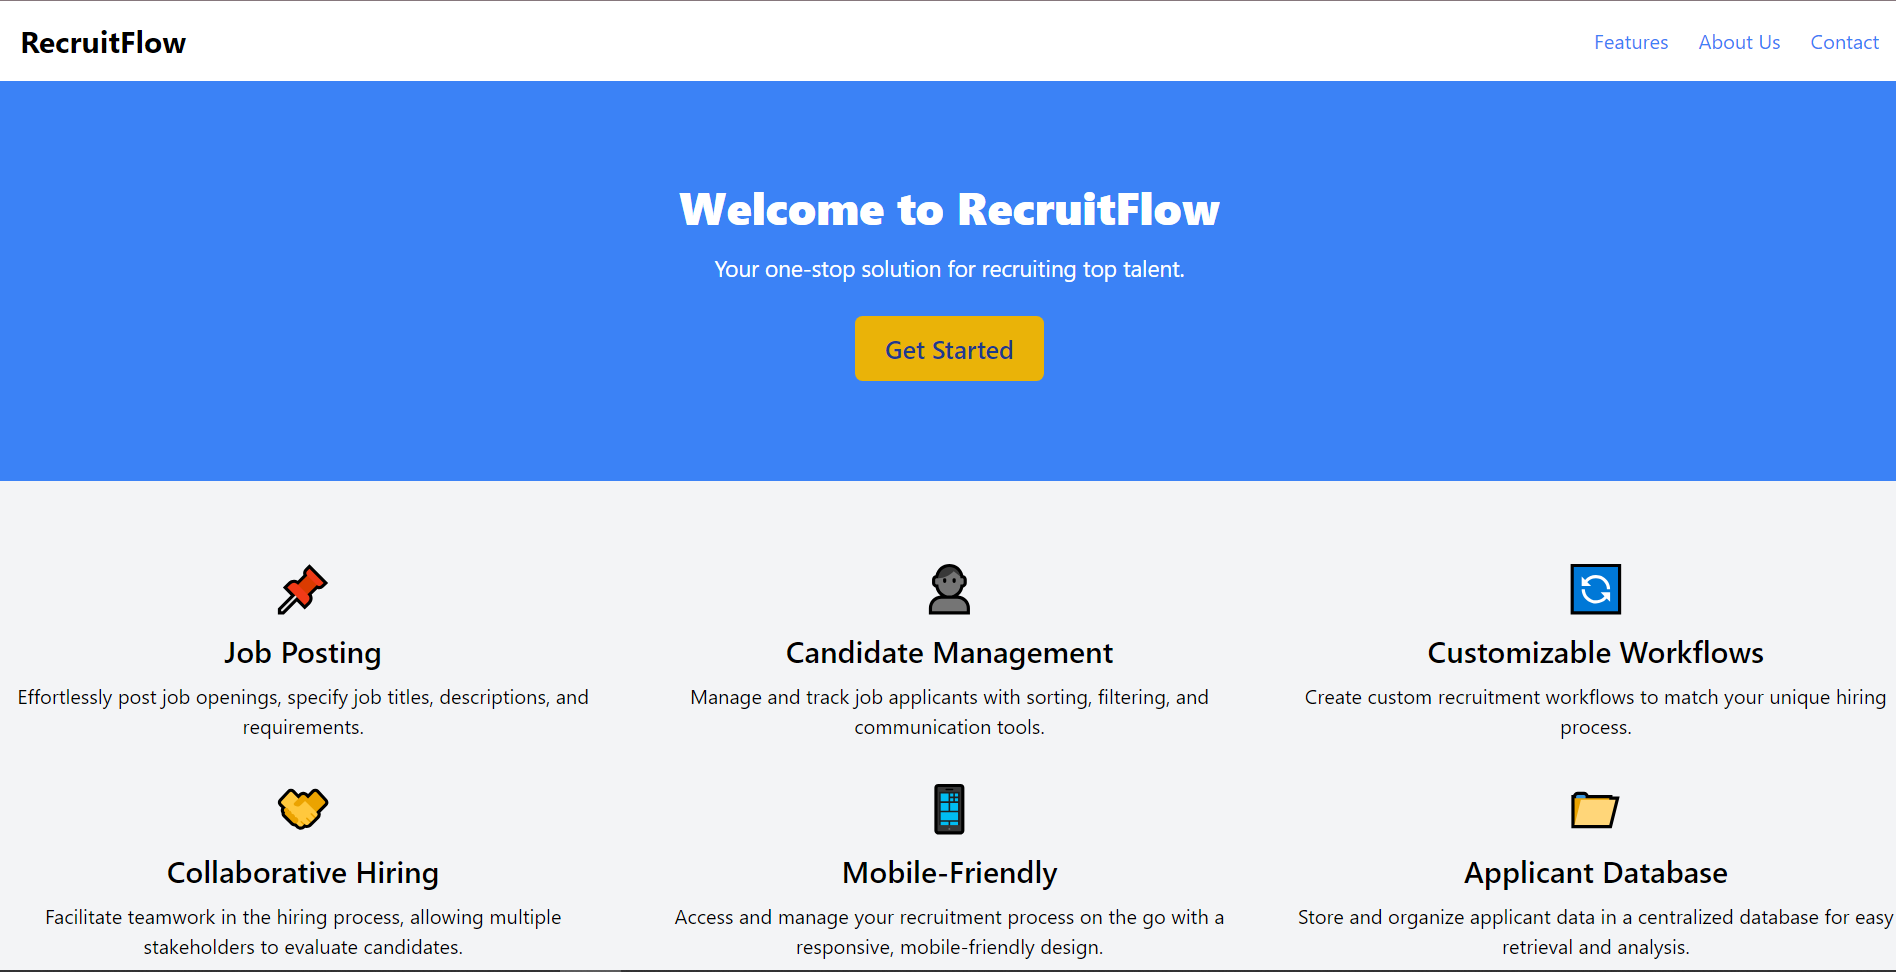 RecruitFlow
Features About Us Contact
Welcome to RecruitFlow
Your one-stop solution for recruiting top talent.
Get Started
Job Posting
Effortlessly post job openings, specify job titles, descriptions, and
requirements.
Candidate Management
Manage and track job applicants with sorting, filtering, and
communication tools.
Customizable Workflows
Create custom recruitment workflows to match your unique hiring
process.
Collaborative Hiring
Facilitate teamwork in the hiring process, allowing multiple
stakeholders to evaluate candidates.
Mobile-Friendly
Access and manage your recruitment process on the go with a
responsive, mobile-friendly design.
Applicant Database
Store and organize applicant data in a centralized database for easy
retrieval and analysis.